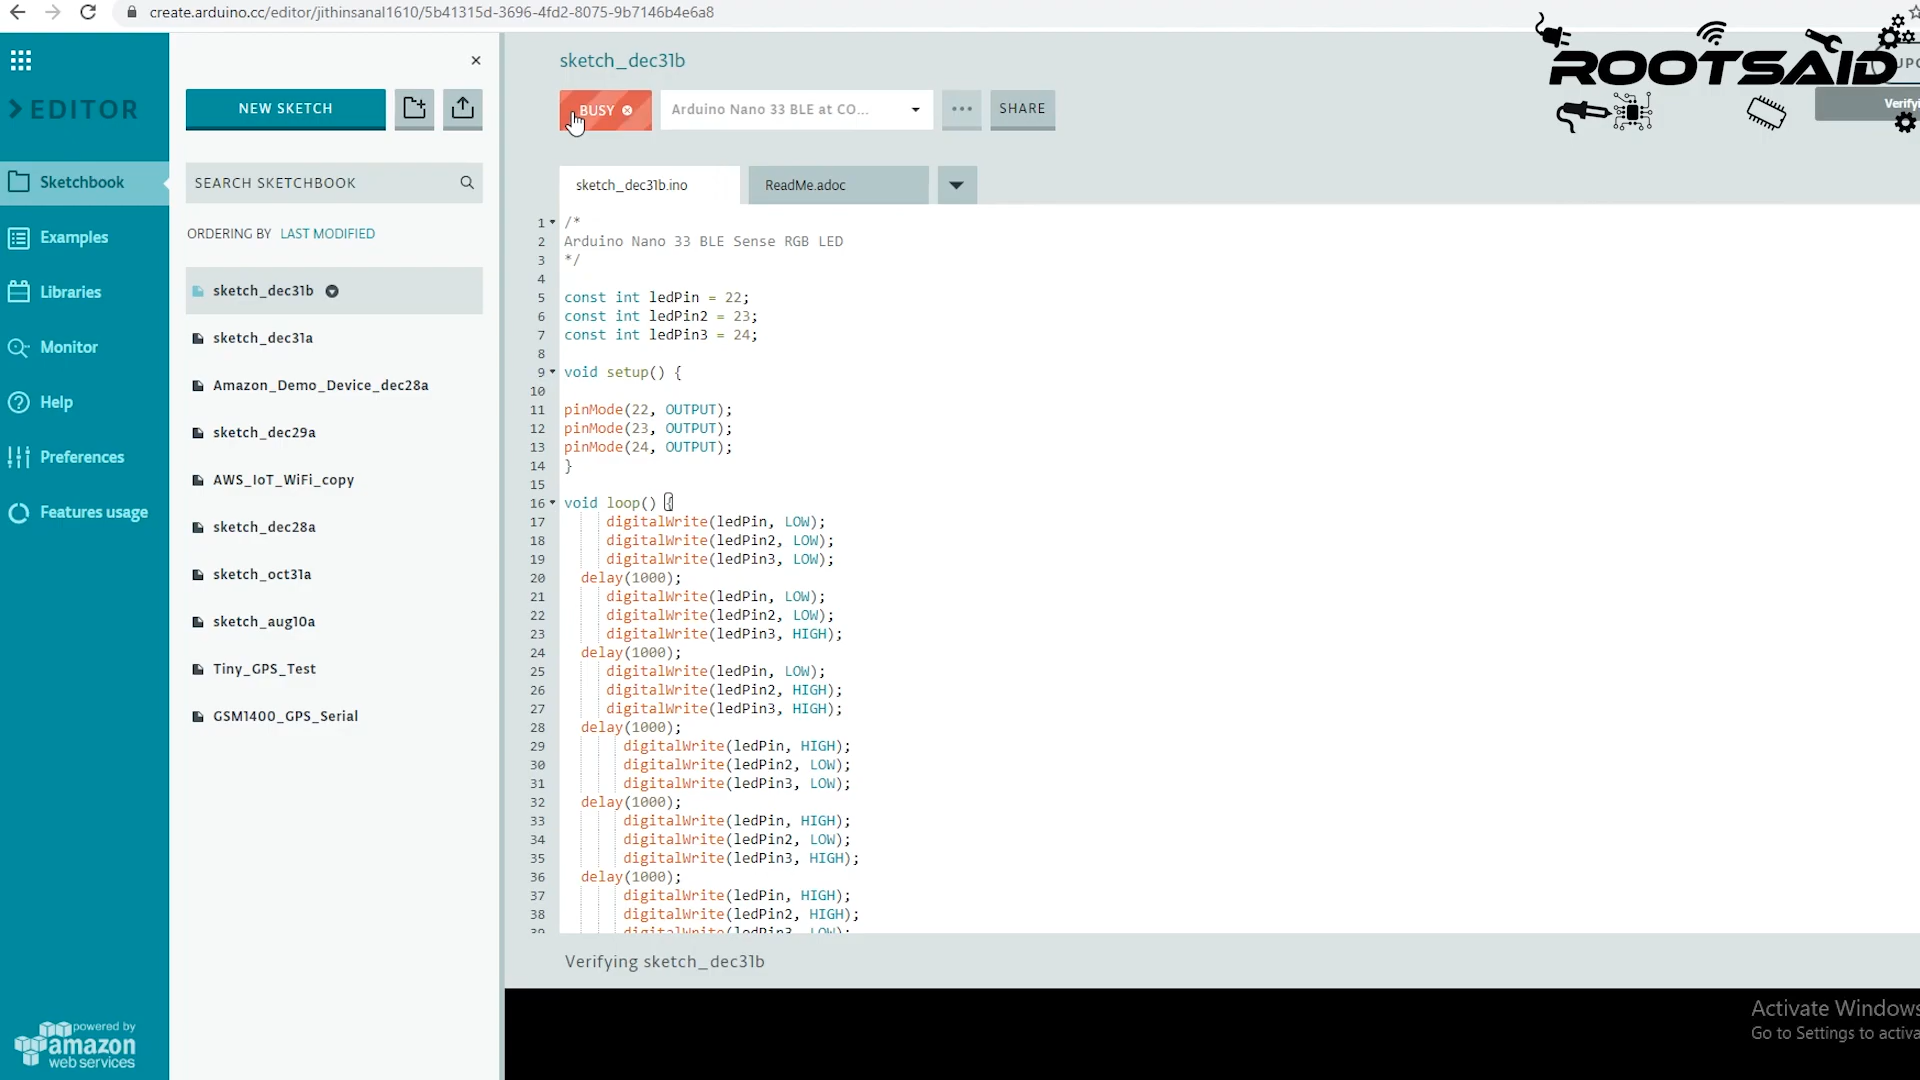 create.arduino.cc/editor/jithinsanal1610/5b41315d-3696-4fd2-8075-9b7146b4e6a8
ROOTSAID
EDITOR
Sketchbook
Examples
Libraries
Monitor
Help
Preferences
Features usage
powered by
amazon
web services
NEW SKETCH
SEARCH SKETCHBOOK
ORDERING BY LAST MODIFIED
sketch_dec31b
sketch_dec31a
Amazon_Demo_Device_dec28a
sketch_dec29a
AWS_IoT_WiFi_copy
sketch_dec28a
sketch_oct31a
sketch_aug10a
Tiny_GPS_Test
GSM1400_GPS_Serial
sketch_dec31b
BUSY
Arduino Nano 33 BLE at CO...
SHARE
Verifyi
sketch_dec31b.ino
ReadMe.adoc
1 /*
2 Arduino Nano 33 BLE Sense RGB LED
3 */
4
5 const int ledPin = 22;
6 const int ledPin2 = 23;
7 const int ledPin3 = 24;
8
9 void setup() {
10
11 pinMode(22, OUTPUT);
12 pinMode(23, OUTPUT);
13 pinMode(24, OUTPUT);
14 }
15
16 void loop() {
17 digitalWrite(ledPin, LOW);
18 digitalWrite(ledPin2, LOW);
19 digitalWrite(ledPin3, LOW);
20 delay(1000);
21 digitalWrite(ledPin, LOW);
22 digitalWrite(ledPin2, LOW);
23 digitalWrite(ledPin3, HIGH);
24 delay(1000);
25 digitalWrite(ledPin, LOW);
26 digitalWrite(ledPin2, HIGH);
27 digitalWrite(ledPin3, HIGH);
28 delay(1000);
29 digitalWrite(ledPin, HIGH);
30 digitalWrite(ledPin2, LOW);
31 digitalWrite(ledPin3, LOW);
32 delay(1000);
33 digitalWrite(ledPin, HIGH);
34 digitalWrite(ledPin2, LOW);
35 digitalWrite(ledPin3, HIGH);
36 delay(1000);
37 digitalWrite(ledPin, HIGH);
38 digitalWrite(ledPin2, HIGH);
39 digitalWrite(ledPin3, LOW);
Verifying sketch_dec31b
Activate Windows
Go to Settings to activa